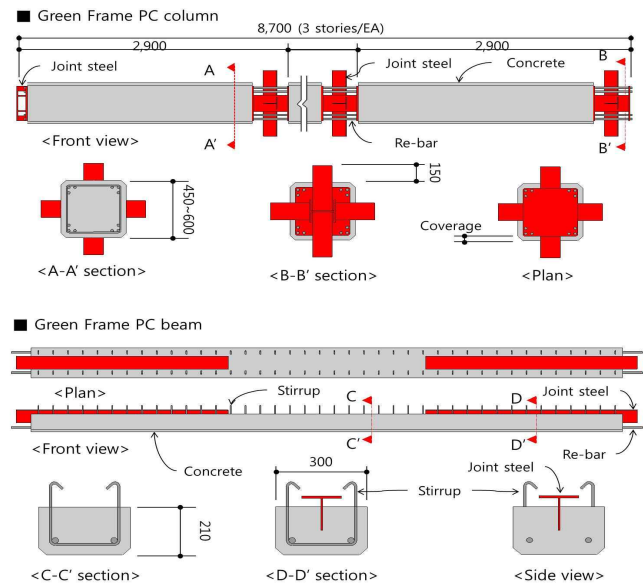 ■ Green Frame PC column
8,700 (3 stories/EA)
2,900
2,900
Joint steel
A
Joint steel
Concrete
B
<Front view>
A'
Re-bar
B'
450~600
150
Coverage
<A-A' section>
<B-B' section>
<Plan>
■ Green Frame PC beam
<Plan>
Stirrup
C
D
Joint steel
<Front view>
C'
D'
Re-bar
Concrete
300
Joint steel
Stirrup
210
<C-C' section>
<D-D' section>
<Side view>